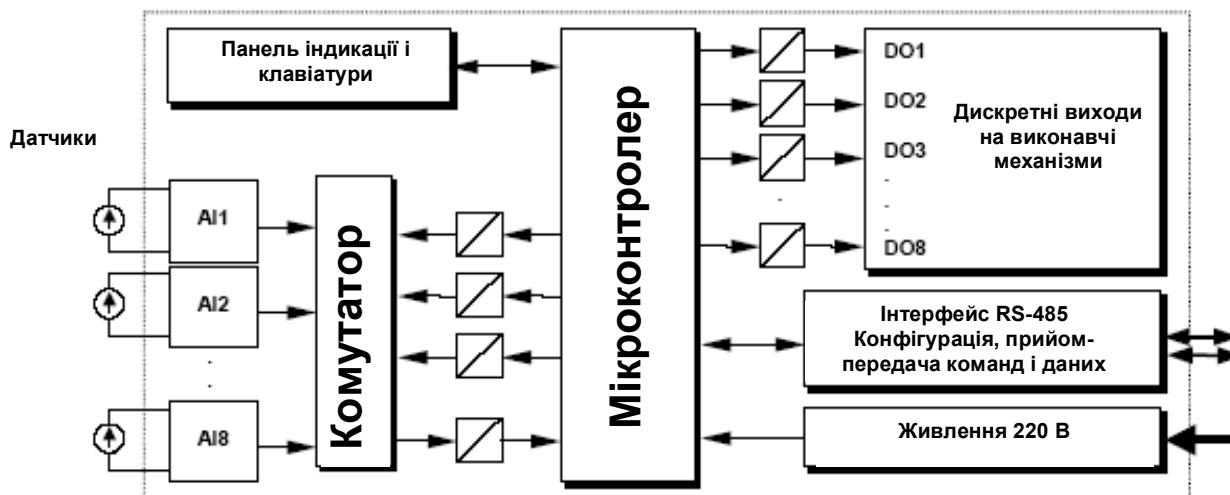 Панель індикації і
клавіатури
Датчики
AI1
AI2
AI8
Комутатор
Мікроконтролер
DO1
DO2
DO3
DO8
Дискретні виходи
на виконавчі
механізми
Інтерфейс RS-485
Конфігурація, прийом-
передача команд і даних
Живлення 220 В